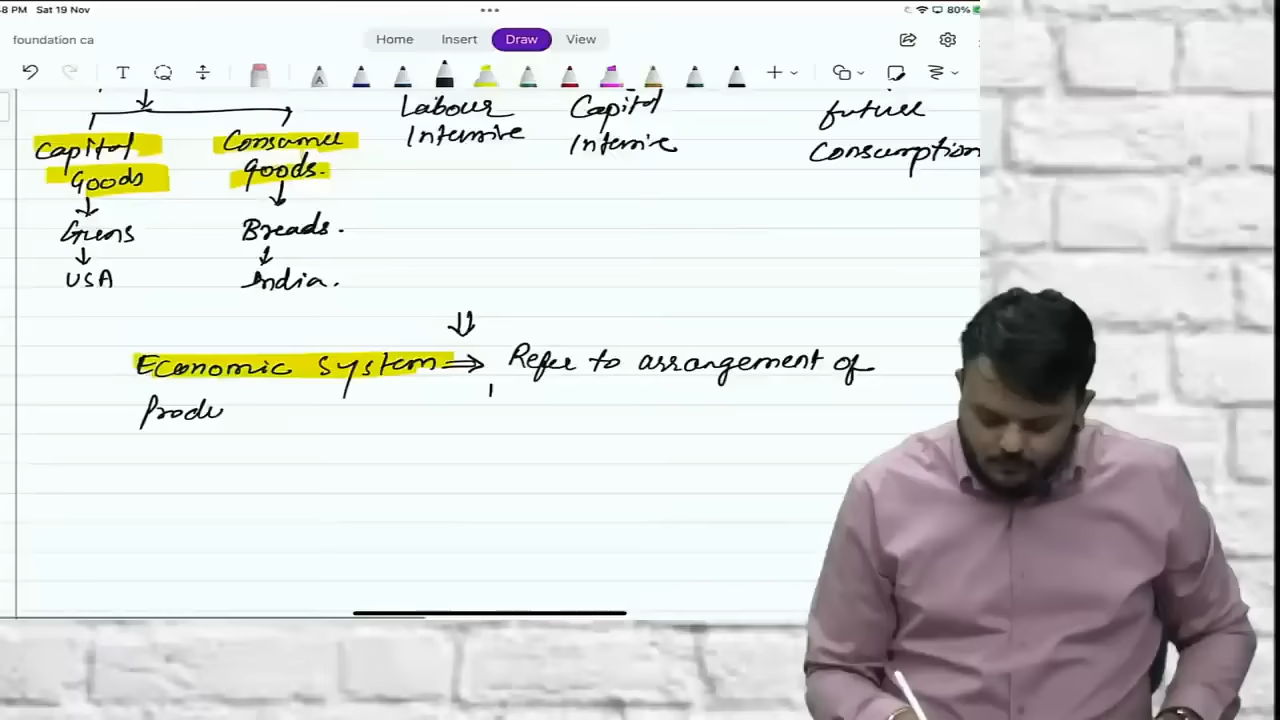 8 PM Sat 19 Nov
80%
foundation ca
Home Insert Draw View
Labour
Intensive
Capital
Intensive
future
Consumption
Capital
Goods
Consumer
goods.
Guns
Breads.
USA
India.
Economic system ⇒ Refer to arrangement of
Produ